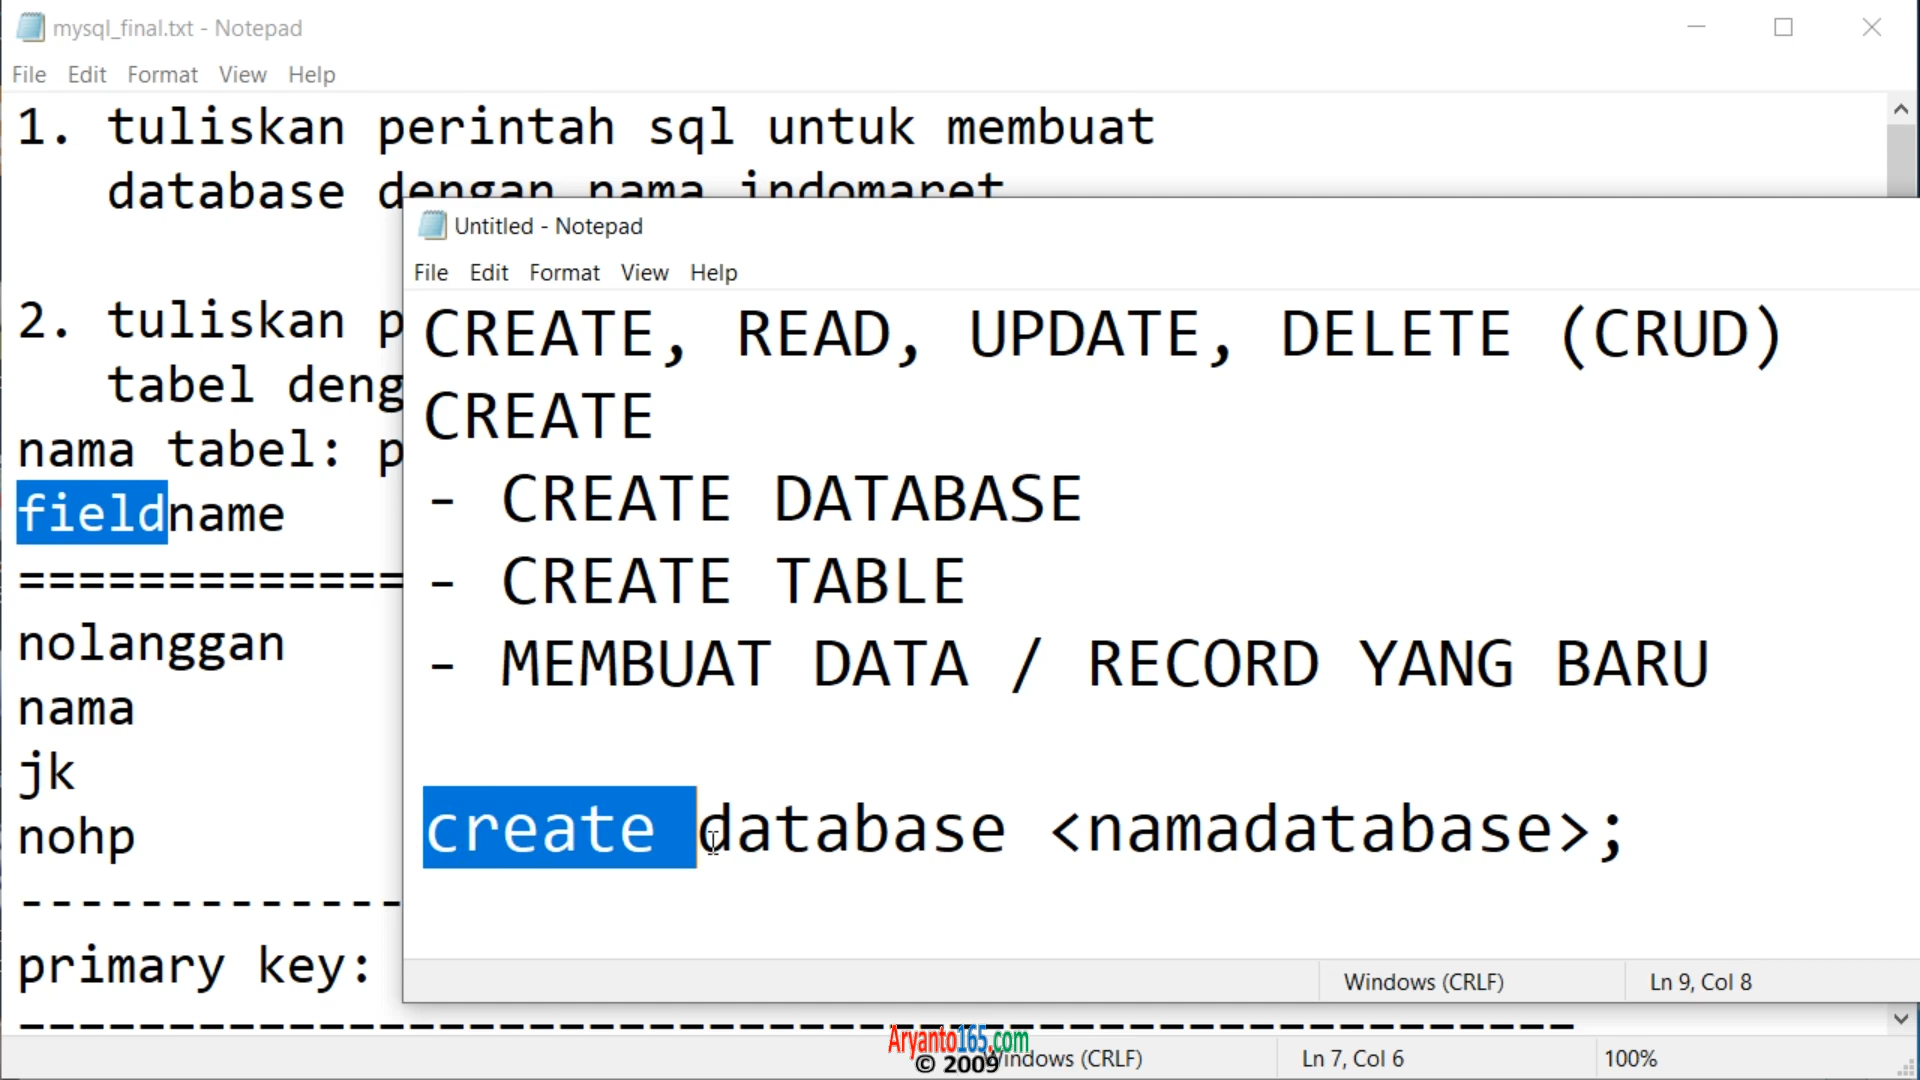 mysql_final.txt - Notepad
File Edit Format View Help
1. tuliskan perintah sql untuk membuat
database dengan nama indomaret
2. tuliskan p
tabel deng
nama tabel: p
fieldname
==============
nolanggan
nama
jk
nohp
-------------
primary key:
Untitled - Notepad
File Edit Format View Help
CREATE, READ, UPDATE, DELETE (CRUD)
CREATE
- CREATE DATABASE
- CREATE TABLE
- MEMBUAT DATA / RECORD YANG BARU
create database <namadatabase>;
Windows (CRLF) Ln 9, Col 8
Aryanto165.com
© 2009
Windows (CRLF) Ln 7, Col 6 100%